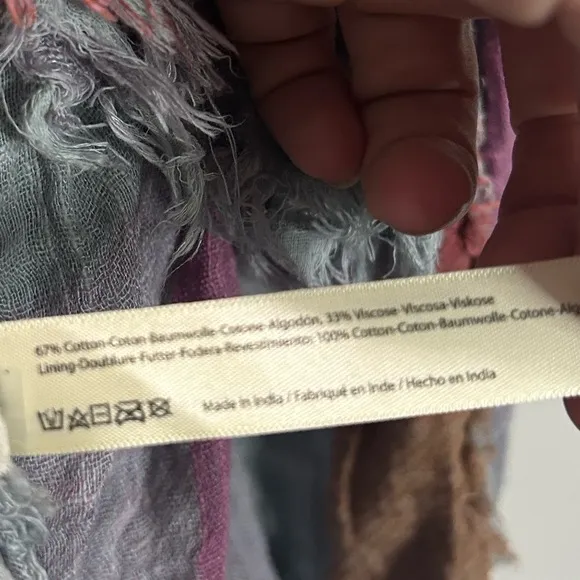 67% Cotton-Coton-Baumwolle-Cotone-Algodón, 33% Viscose-Viscosa-Viskose
Lining-Doublure-Futter-Fodera-Revestimiento: 100% Cotton-Coton-Baumwolle-Cotone-Alg
Made in India / Fabriqué en Inde / Hecho en India